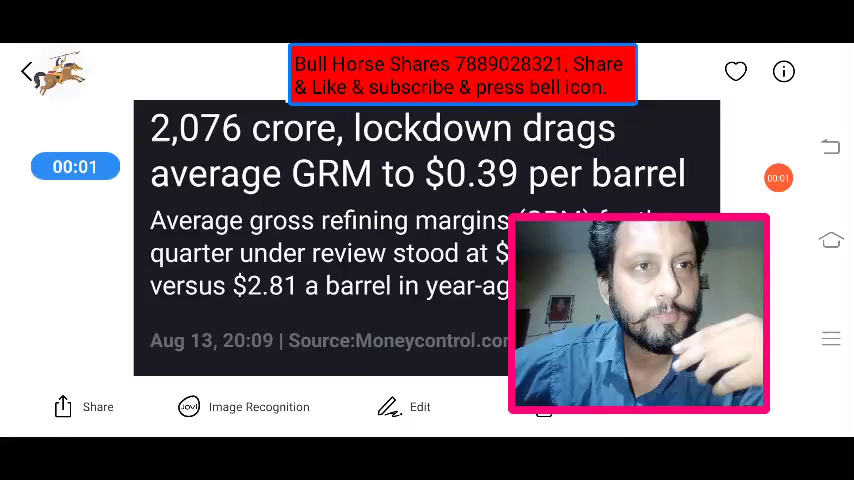 Bull Horse Shares 7889028321, Share
& Like & subscribe & press bell icon.
2,076 crore, lockdown drags
00:01
average GRM to $0.39 per barrel
00:01
Average gross refining margins
quarter under review stood at $
versus $2.81 a barrel in year-ag
Aug 13, 20:09 | Source:Moneycontrol.co
Share
JOVI
Image Recognition
Edit